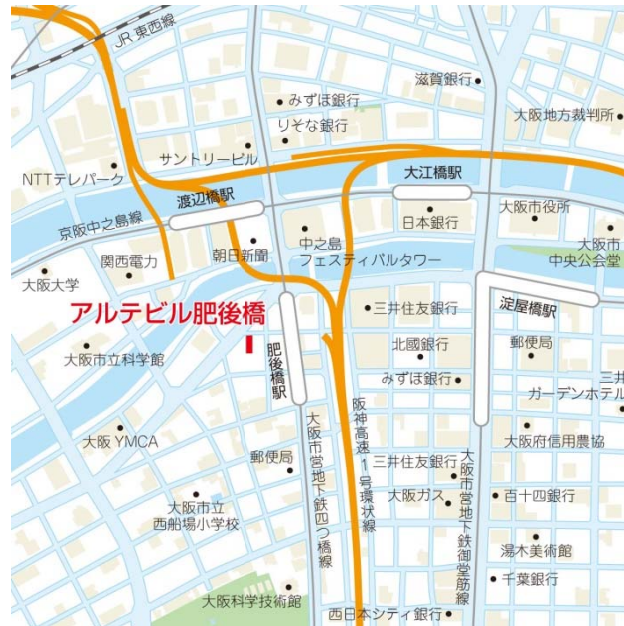 JR 東西線
滋賀銀行
みずほ銀行
大阪地方裁判所
りそな銀行
サントリービル
NTTテレパーク
大江橋駅
渡辺橋駅
京阪中之島線
日本銀行
大阪市役所
朝日新聞
中之島
フェスティバルタワー
大阪市
中央公会堂
関西電力
大阪大学
アルテビル肥後橋
三井住友銀行
淀屋橋駅
肥後橋駅
北國銀行
郵便局
大阪市立科学館
みずほ銀行
三井
ガーデンホテル
大阪 YMCA
大阪市営地下鉄四つ橋線
阪神高速1号環状線
大阪府信用農協
郵便局
三井住友銀行
大阪市営地下鉄御堂筋線
大阪ガス
百十四銀行
大阪市立
西船場小学校
湯木美術館
千葉銀行
大阪科学技術館
西日本シティ銀行